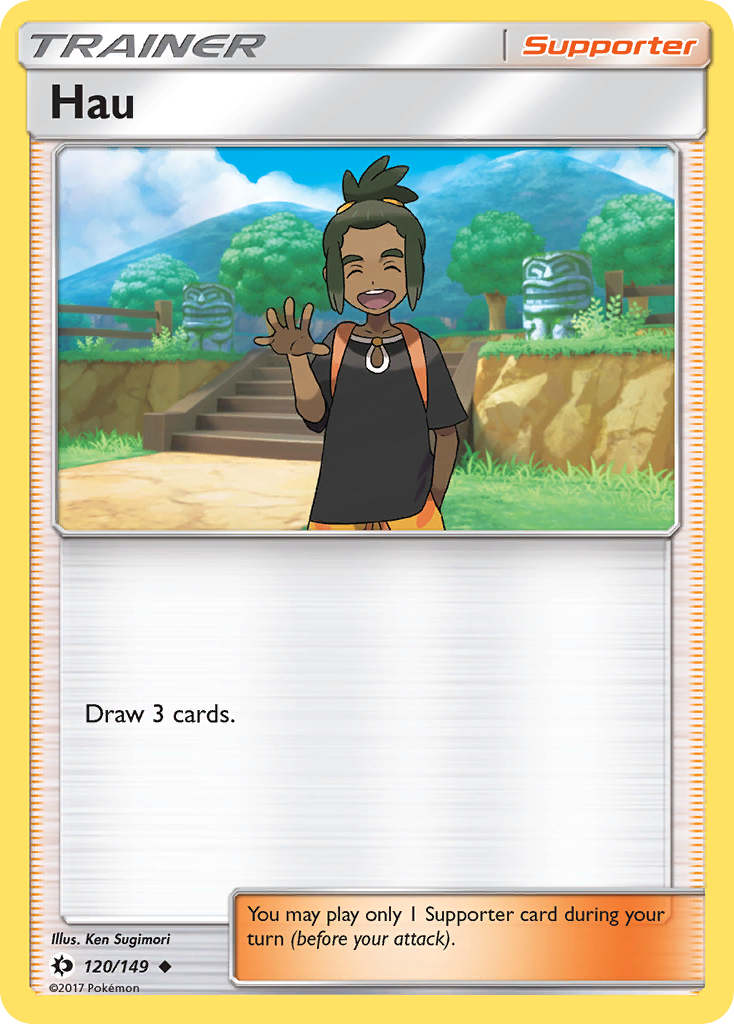 TRAINER | Supporter
Hau
Draw 3 cards.
You may play only 1 Supporter card during your
turn (before your attack).
Illus. Ken Sugimori
120/149
©2017 Pokémon